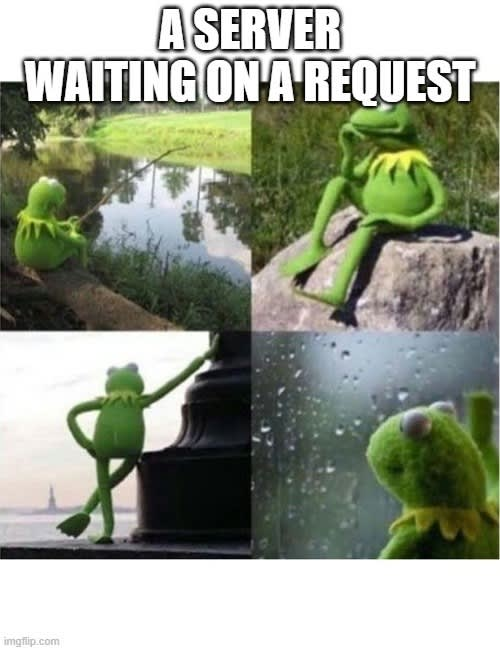 A SERVER
WAITING ON A REQUEST
imgflip.com